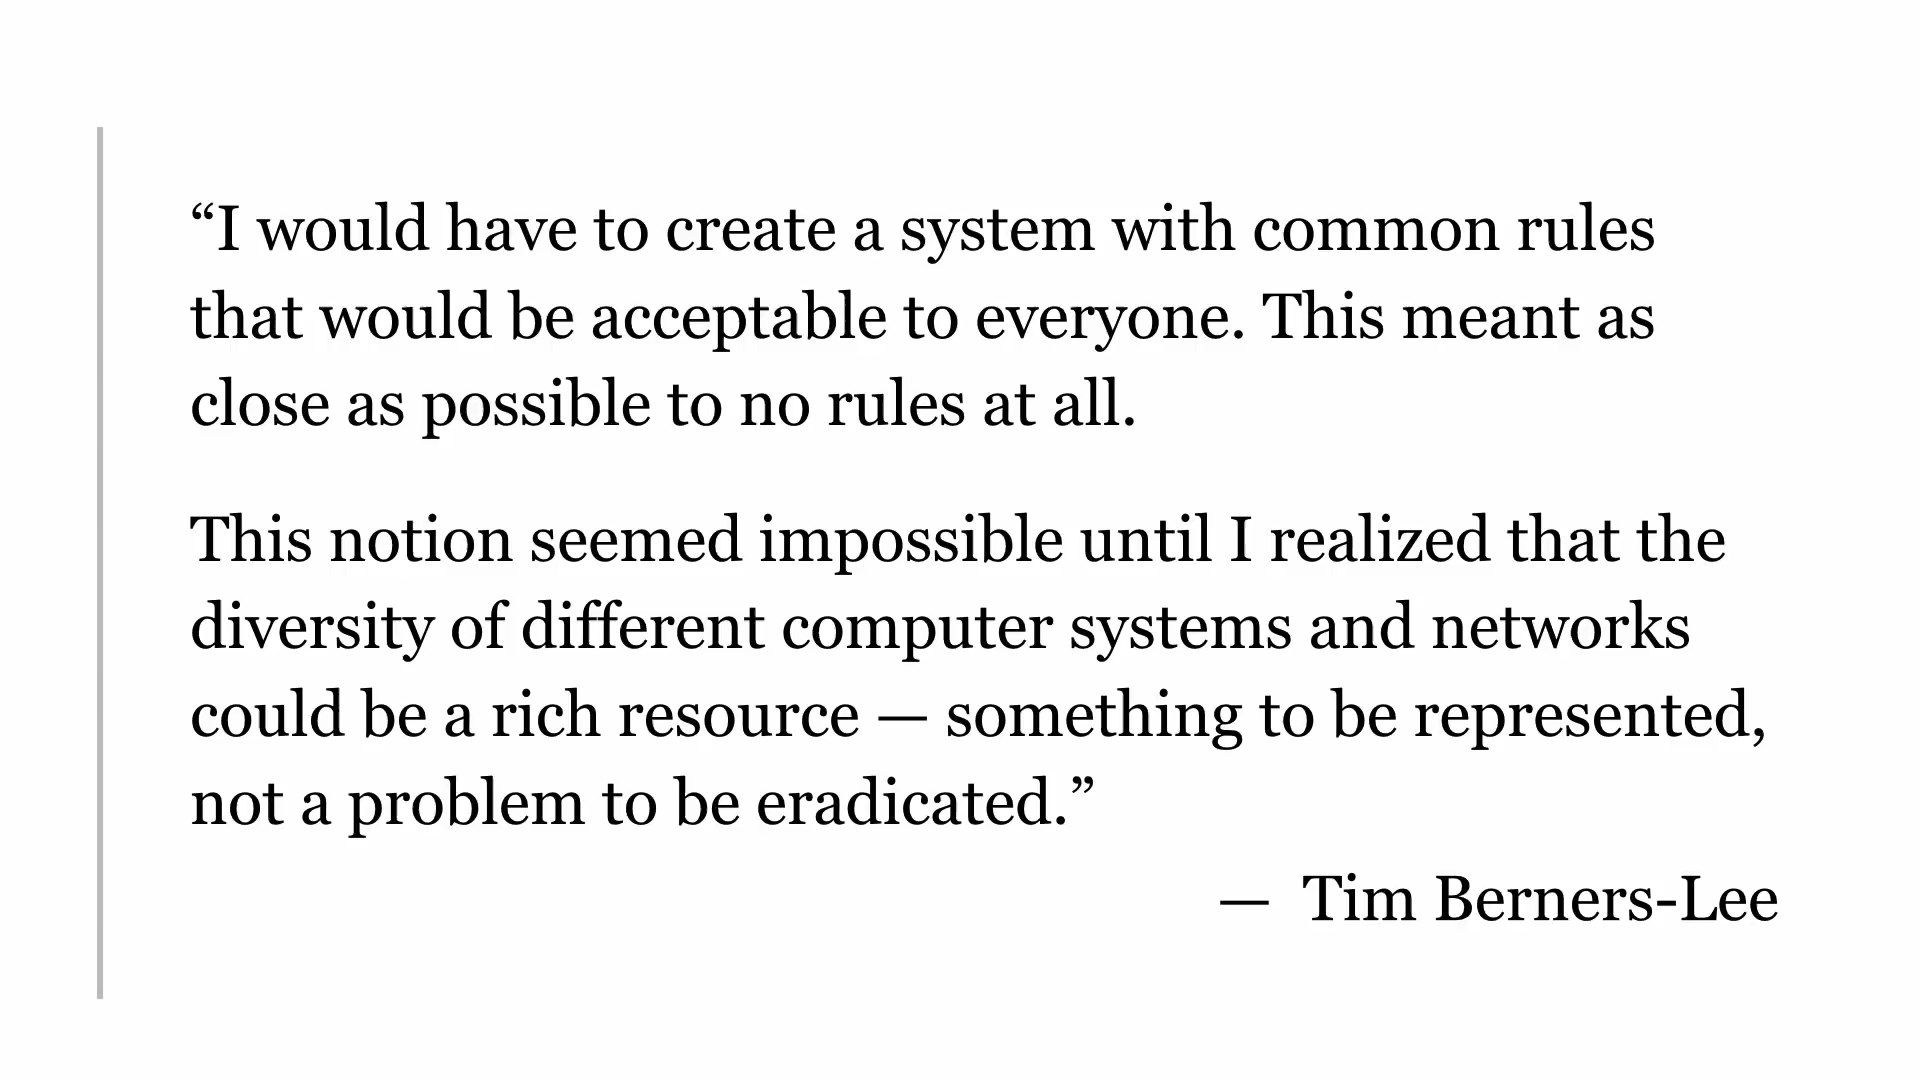 “I would have to create a system with common rules
that would be acceptable to everyone. This meant as
close as possible to no rules at all.
This notion seemed impossible until I realized that the
diversity of different computer systems and networks
could be a rich resource — something to be represented,
not a problem to be eradicated.”
— Tim Berners-Lee